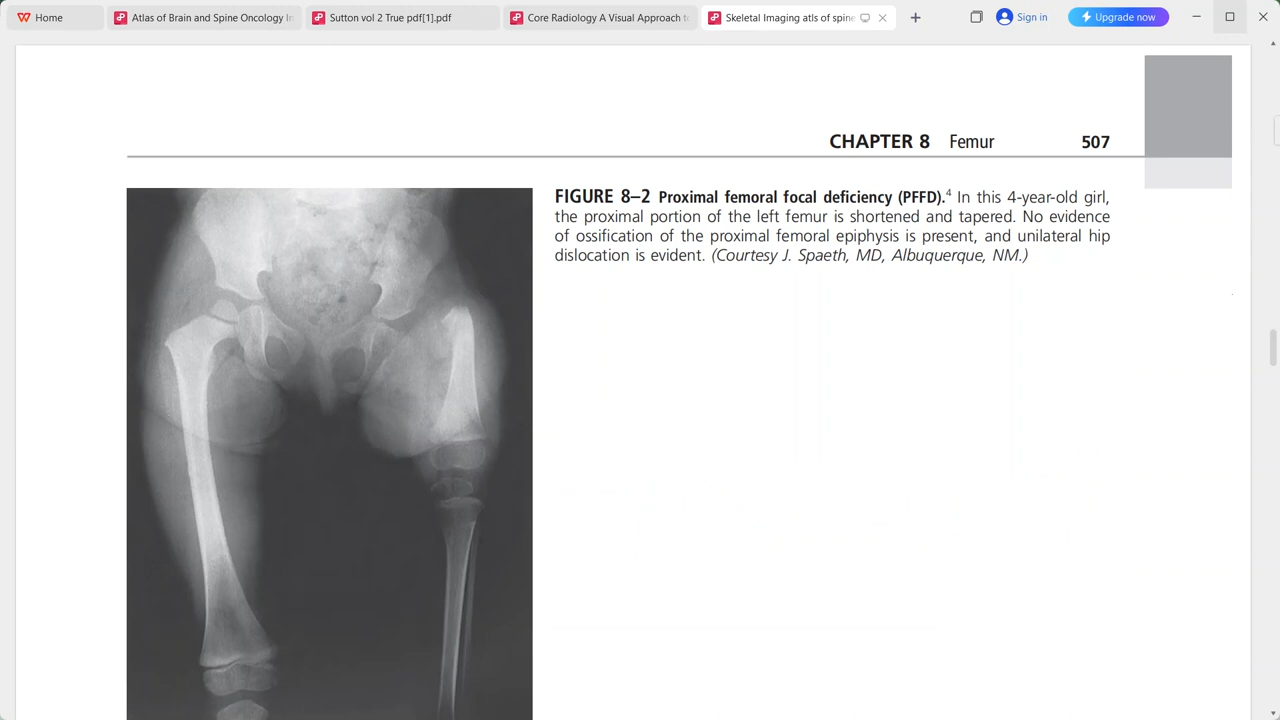 Home
Atlas of Brain and Spine Oncology In
Sutton vol 2 True pdf[1].pdf
Core Radiology A Visual Approach to
Skeletal Imaging atls of spine
Sign in
Upgrade now
CHAPTER 8 Femur 507
FIGURE 8–2 Proximal femoral focal deficiency (PFFD).4 In this 4-year-old girl,
the proximal portion of the left femur is shortened and tapered. No evidence
of ossification of the proximal femoral epiphysis is present, and unilateral hip
dislocation is evident. (Courtesy J. Spaeth, MD, Albuquerque, NM.)